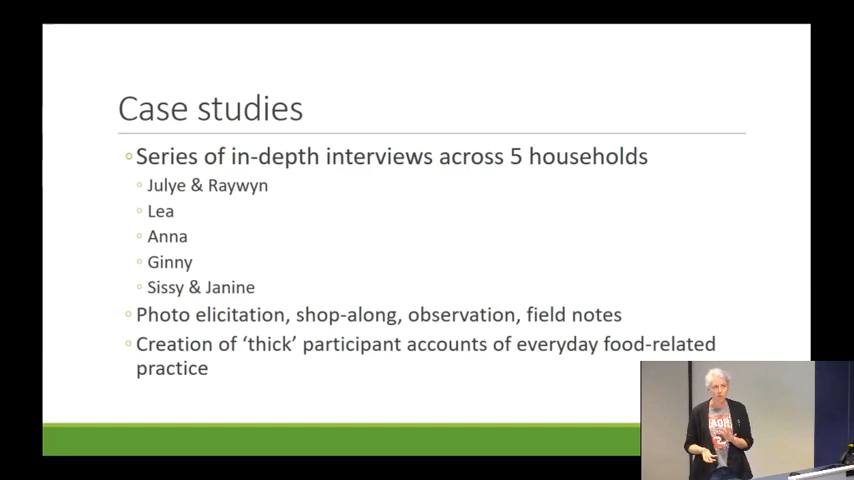 Case studies
Series of in-depth interviews across 5 households
Julye & Raywyn
Lea
Anna
Ginny
Sissy & Janine
Photo elicitation, shop-along, observation, field notes
Creation of ‘thick’ participant accounts of everyday food-related
practice